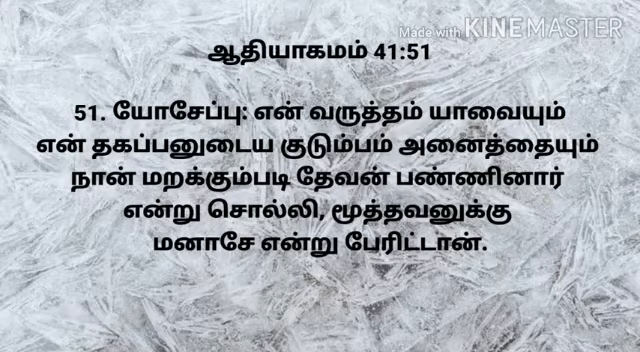 Made with KINEMASTER
ஆதியாகமம் 41:51
51. யோசேப்பு: என் வருத்தம் யாவையும்
என் தகப்பனுடைய குடும்பம் அனைத்தையும்
நான் மறக்கும்படி தேவன் பண்ணினார்
என்று சொல்லி, மூத்தவனுக்கு
மனாசே என்று பேரிட்டான்.